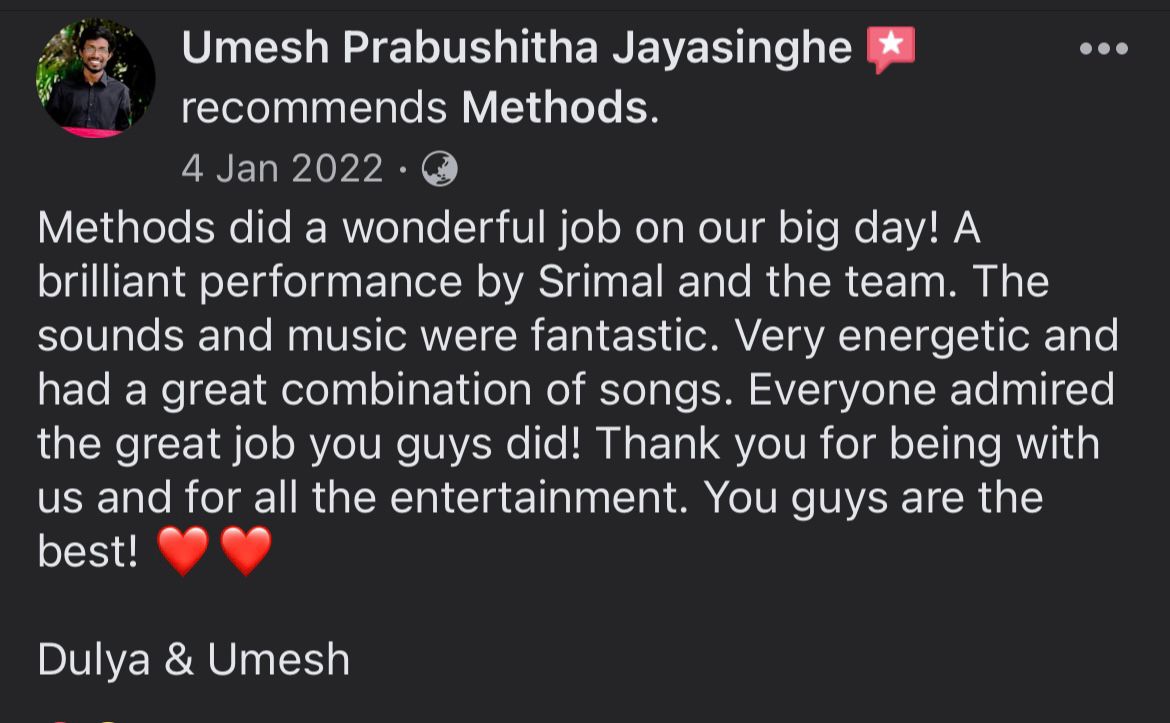 Umesh Prabushitha Jayasinghe
recommends Methods.
4 Jan 2022 ·
Methods did a wonderful job on our big day! A
brilliant performance by Srimal and the team. The
sounds and music were fantastic. Very energetic and
had a great combination of songs. Everyone admired
the great job you guys did! Thank you for being with
us and for all the entertainment. You guys are the
best! ❤️❤️
Dulya & Umesh